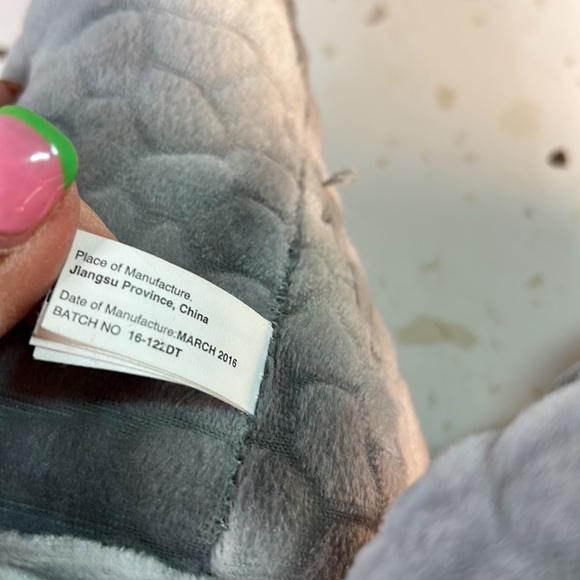 Place of Manufacture.
Jiangsu Province, China
Date of Manufacture:MARCH 2016
BATCH NO 16-122DT